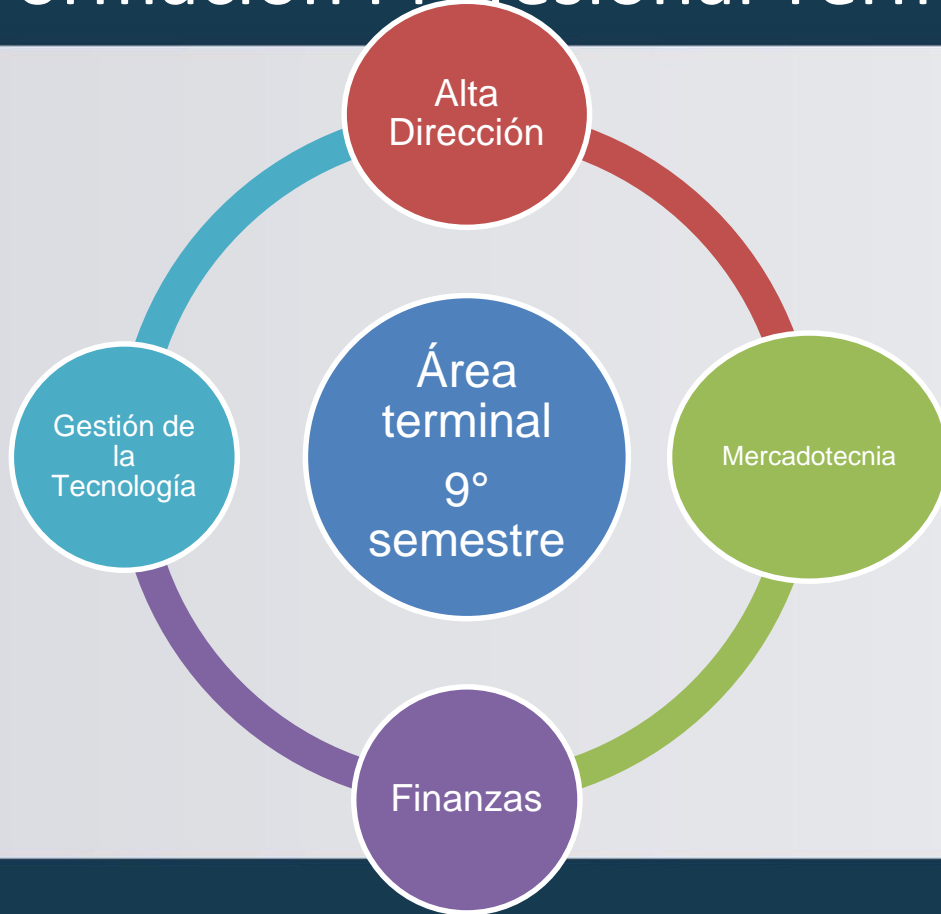 Alta
Dirección
Área
terminal
9°
semestre
Gestión de
la
Tecnología
Mercadotecnia
Finanzas